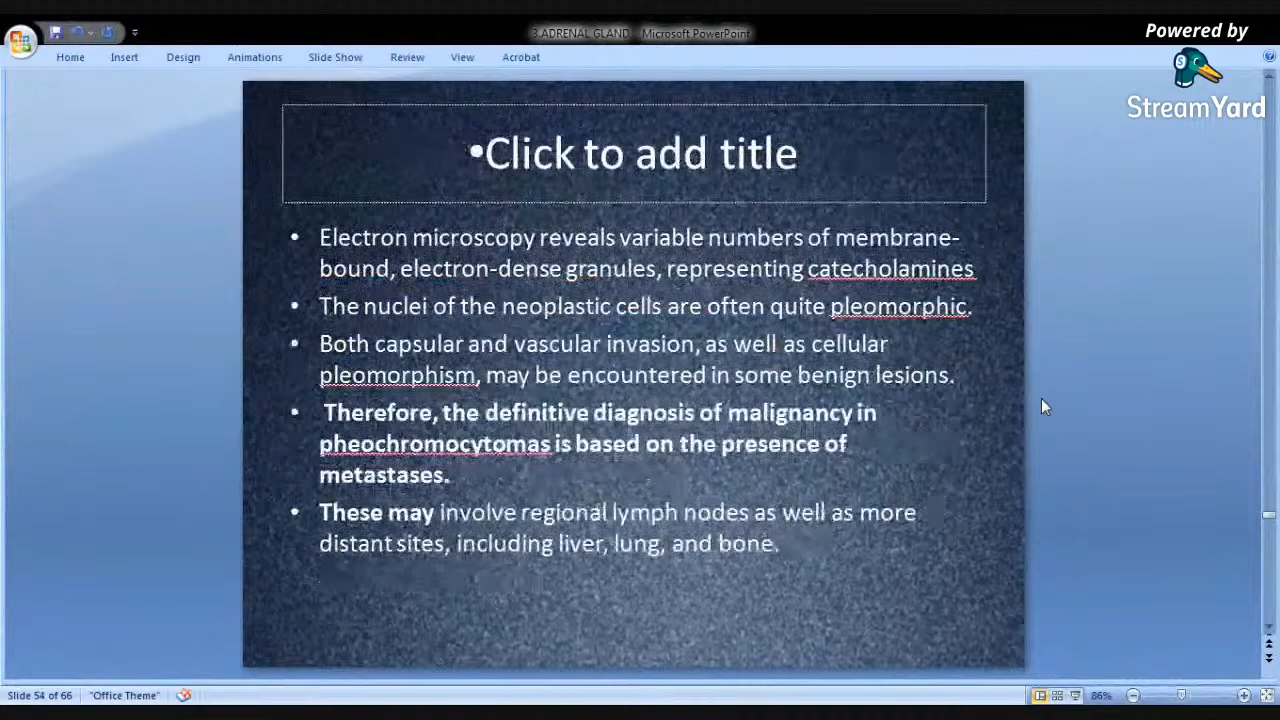 Powered by
3.ADRENAL GLAND - Microsoft PowerPoint
Home Insert Design Animations Slide Show Review View Acrobat
StreamYard
•Click to add title
• Electron microscopy reveals variable numbers of membrane-
bound, electron-dense granules, representing catecholamines
• The nuclei of the neoplastic cells are often quite pleomorphic.
• Both capsular and vascular invasion, as well as cellular
pleomorphism, may be encountered in some benign lesions.
• Therefore, the definitive diagnosis of malignancy in
pheochromocytomas is based on the presence of
metastases.
• These may involve regional lymph nodes as well as more
distant sites, including liver, lung, and bone.
Slide 54 of 66 "Office Theme" 86%